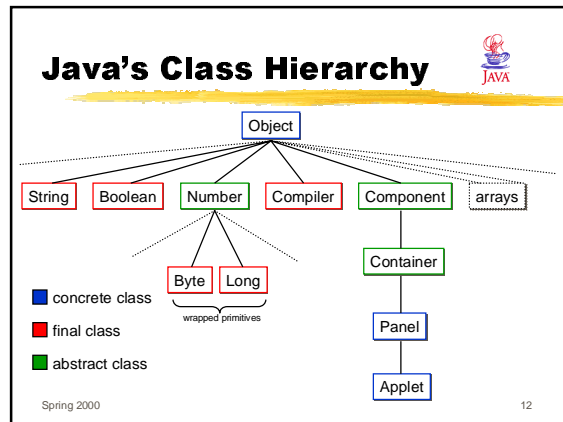 Java's Class Hierarchy
JAVA
Object
String Boolean Number Compiler Component arrays
Container
Byte Long
wrapped primitives
concrete class
final class
abstract class
Panel
Applet
Spring 2000
12